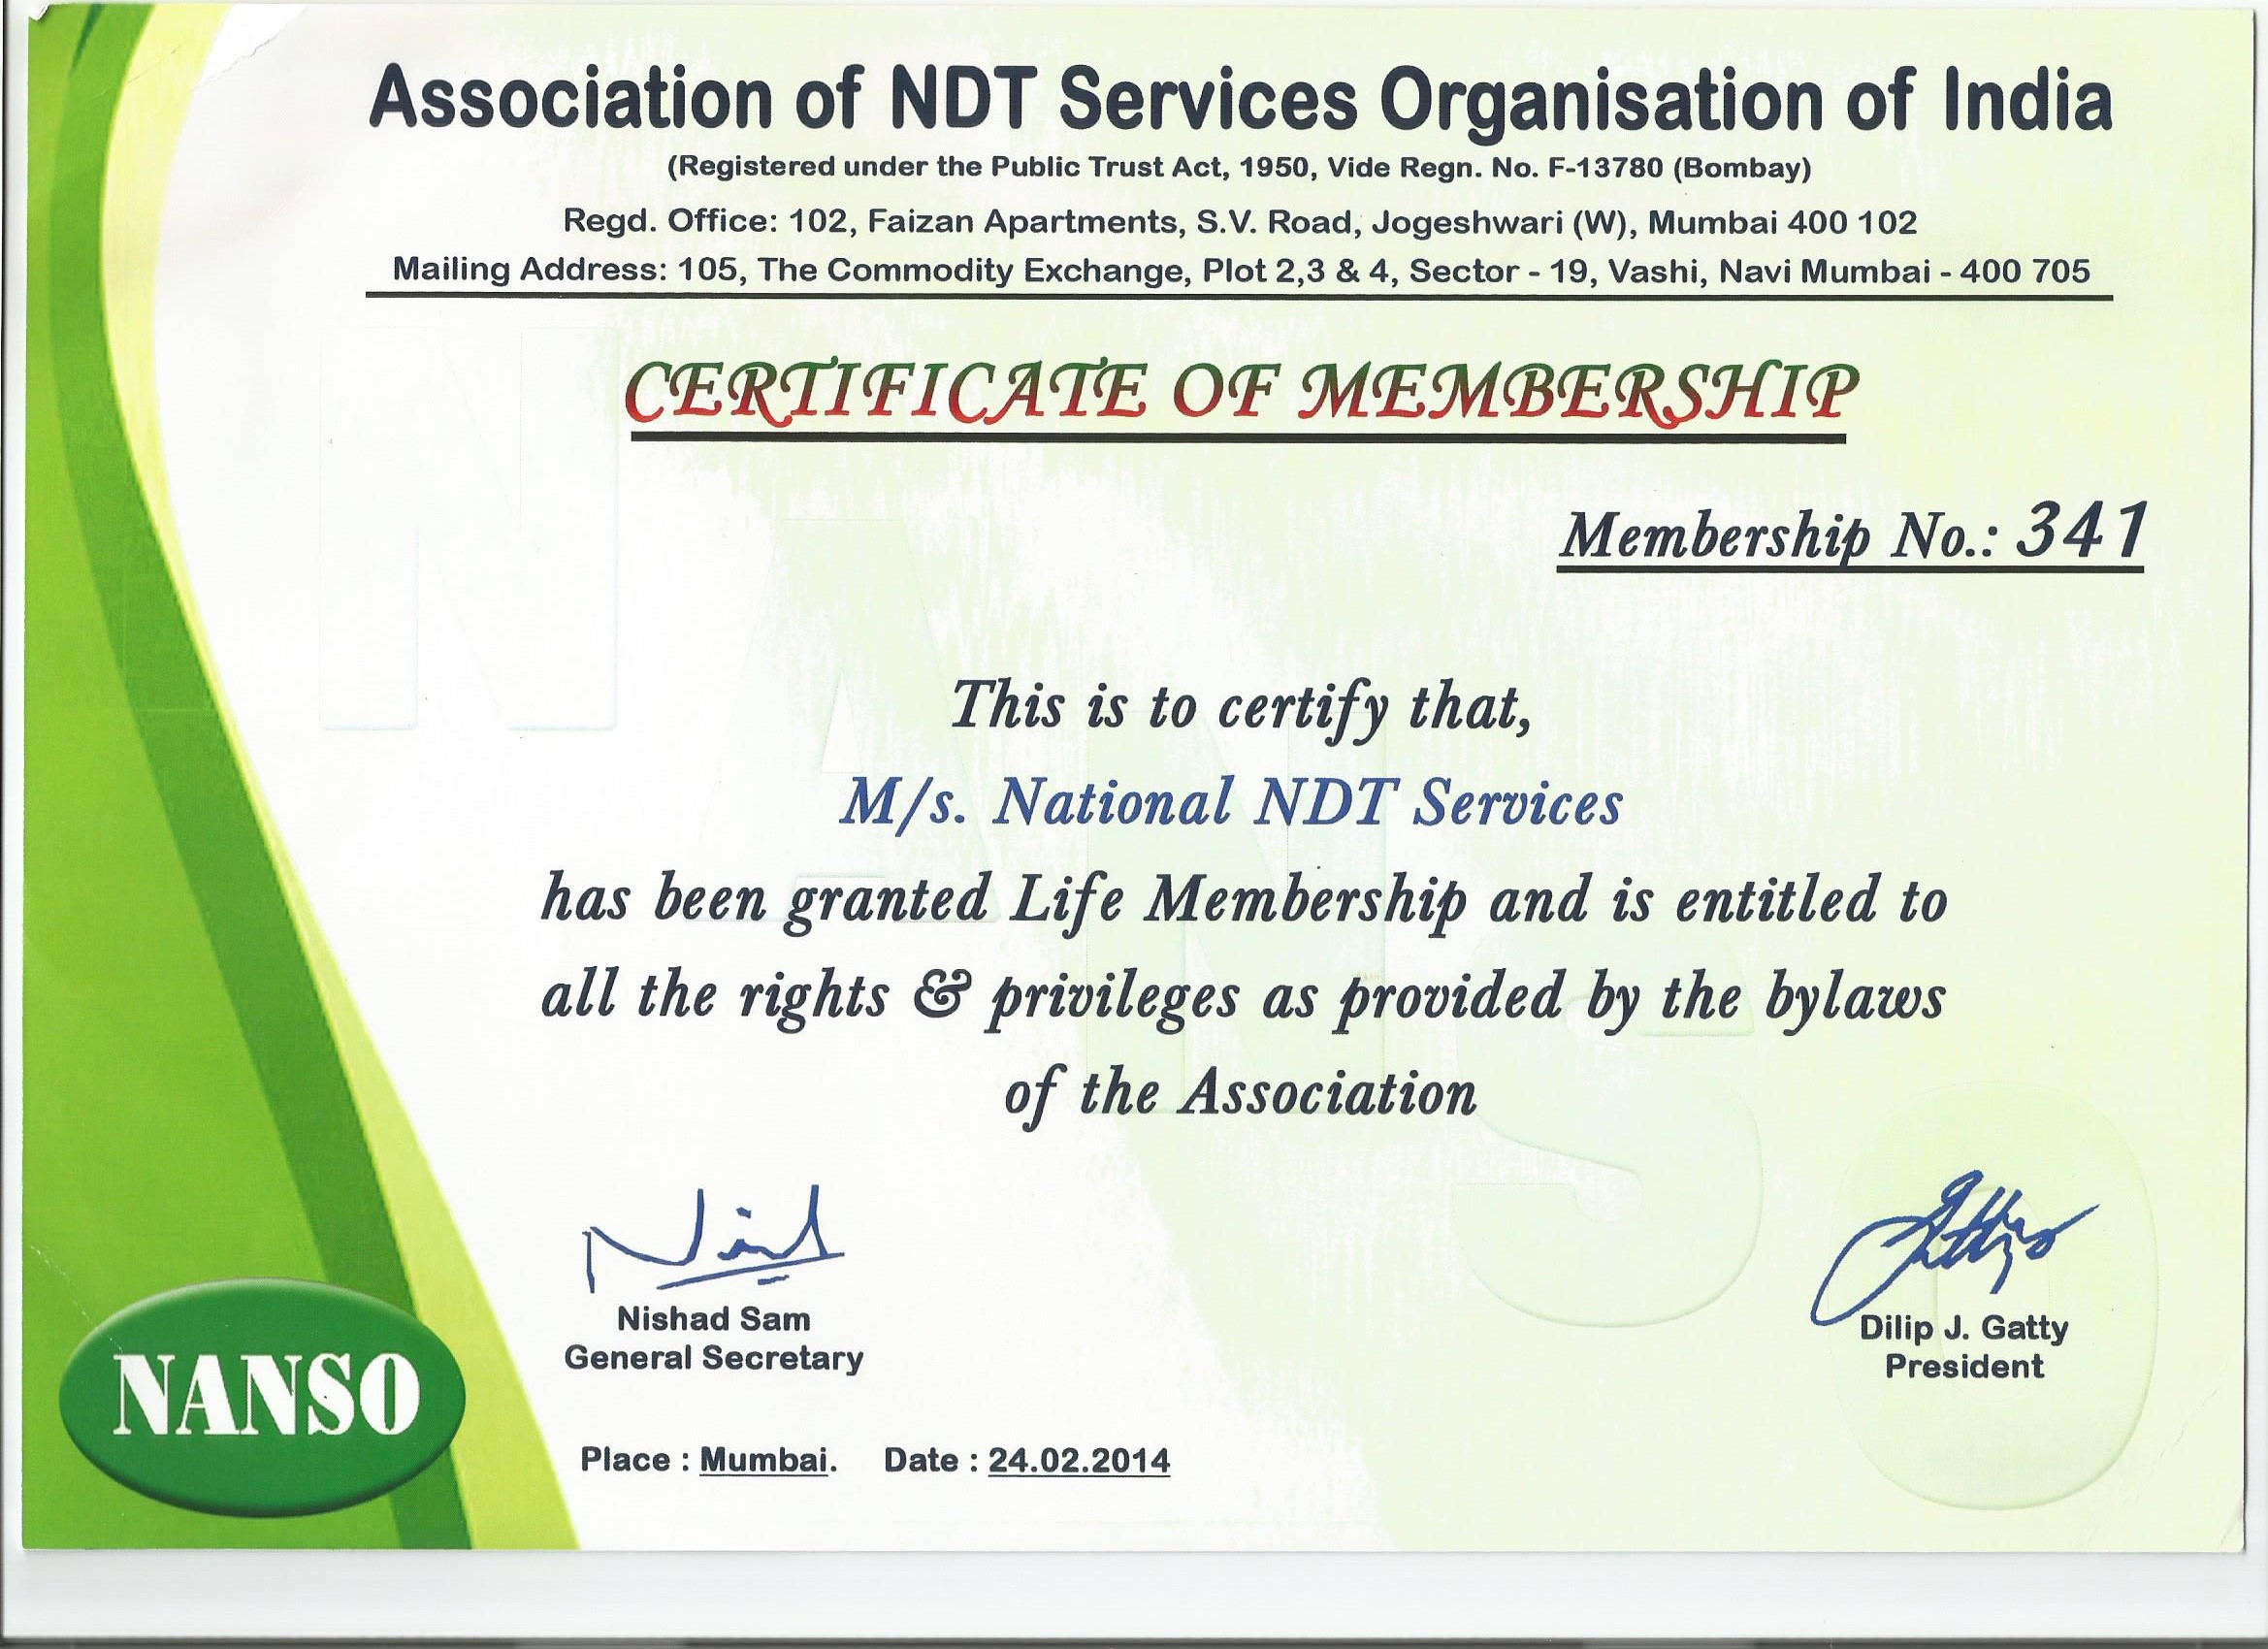 Association of NDT Services Organisation of India
(Registered under the Public Trust Act, 1950, Vide Regn. No. F-13780 (Bombay)
Regd. Office: 102, Faizan Apartments, S.V. Road, Jogeshwari (W), Mumbai 400 102
Mailing Address: 105, The Commodity Exchange, Plot 2,3 & 4, Sector - 19, Vashi, Navi Mumbai - 400 705
CERTIFICATE OF MEMBERSHIP
Membership No.: 341
This is to certify that,
M/s. National NDT Services
has been granted Life Membership and is entitled to
all the rights & privileges as provided by the bylaws
of the Association
Nishad Sam
General Secretary
Dilip J. Gatty
President
NANSO
Place : Mumbai. Date : 24.02.2014
NANSO